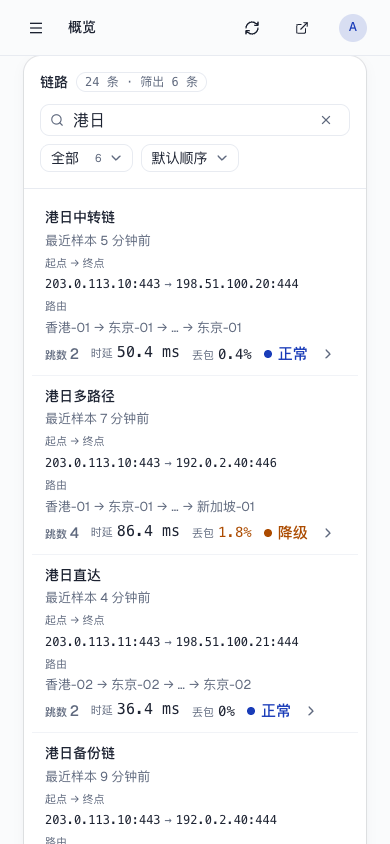 概览
A
链路 24 条 · 筛出 6 条
港日
全部 6 默认顺序
港日中转链
最近样本 5 分钟前
起点 → 终点
203.0.113.10:443 → 198.51.100.20:444
路由
香港-01 → 东京-01 → … → 东京-01
跳数 2 时延 50.4 ms 丢包 0.4% 正常
港日多路径
最近样本 7 分钟前
起点 → 终点
203.0.113.10:443 → 192.0.2.40:446
路由
香港-01 → 东京-01 → … → 新加坡-01
跳数 4 时延 86.4 ms 丢包 1.8% 降级
港日直达
最近样本 4 分钟前
起点 → 终点
203.0.113.11:443 → 198.51.100.21:444
路由
香港-02 → 东京-02 → … → 东京-02
跳数 2 时延 36.4 ms 丢包 0% 正常
港日备份链
最近样本 9 分钟前
起点 → 终点
203.0.113.10:443 → 192.0.2.40:444
路由